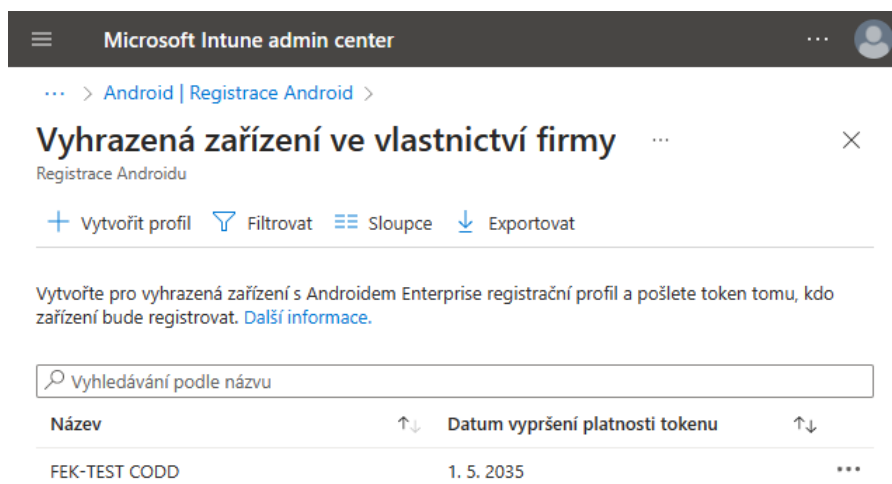 Microsoft Intune admin center ...
... > Android | Registrace Android >
Vyhrazená zařízení ve vlastnictví firmy ...
Registrace Androidu
Vytvořit profil Filtrovat Sloupce Exportovat
Vytvořte pro vyhrazená zařízení s Androidem Enterprise registrační profil a pošlete token tomu, kdo
zařízení bude registrovat. Další informace.
Vyhledávání podle názvu
Název Datum vypršení platnosti tokenu
FEK-TEST CODD 1. 5. 2035 ...